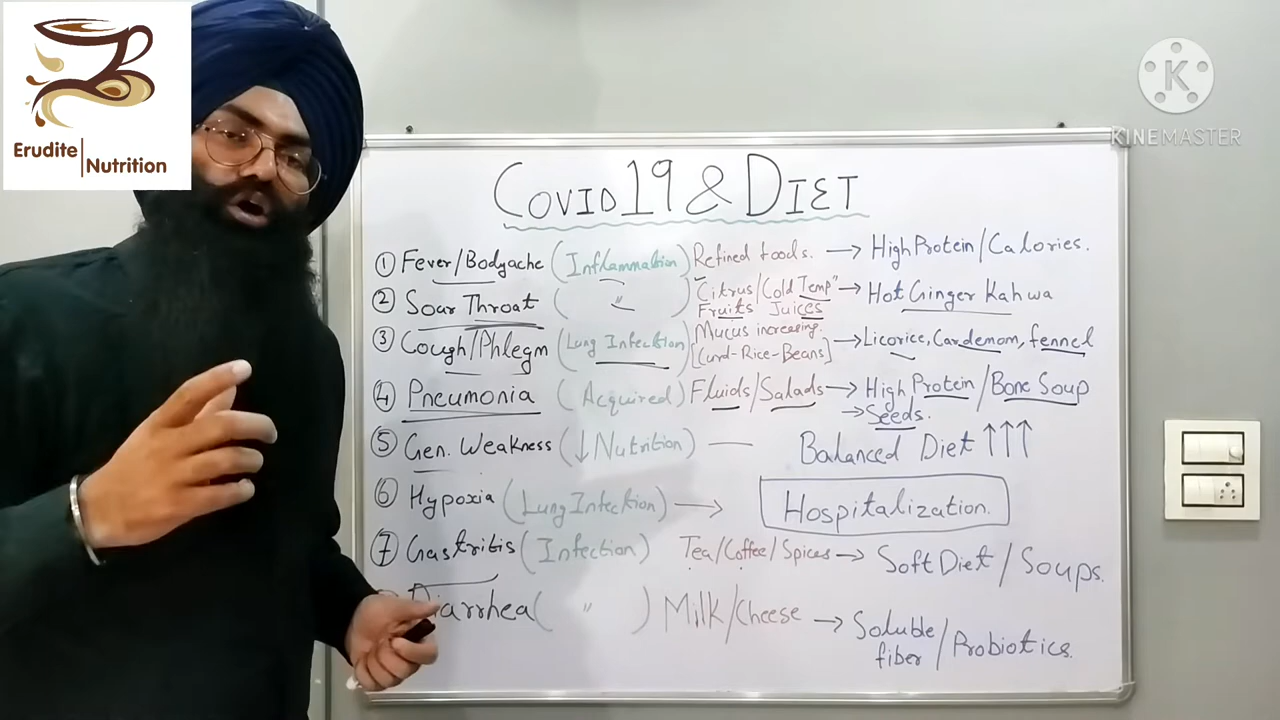 Erudite Nutrition
K
KINEMASTER
Covid 19 & DIET
① Fever/Bodyache (Inflammation) Refined foods. → High Protein/Calories.
② Sour Throat ( " ) Citrus/Cold Temp" → Hot Ginger Kahwa
Fruits Juices
③ Cough/Phlegm (Lung Infection) Mucus increasing. → Licorice, Cardemom, fennel
[Curd-Rice-Beans]
④ Pneumonia (Acquired) Fluids/Salads → High Protein/Bone Soup
→ Seeds.
⑤ Gen. Weakness (↓Nutrition) — Balanced Diet ↑↑↑
⑥ Hypoxia (Lung Infection) → Hospitalization.
⑦ Gastritis (Infection) Tea/Coffee/Spices → Soft Diet/Soups.
Diarrhea ( " ) Milk/Cheese → Soluble fiber/Probiotics.